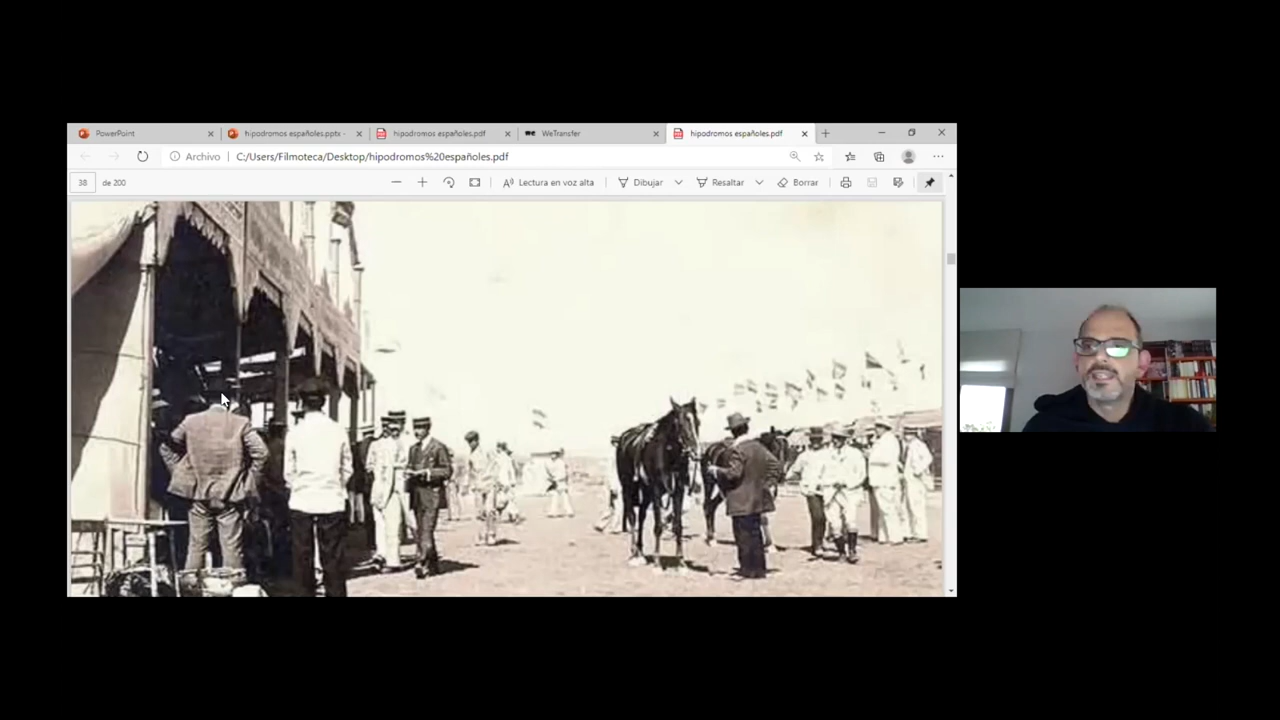 PowerPoint
hipodromos españoles.pptx -
hipodromos españoles.pdf
WeTransfer
hipodromos españoles.pdf
Archivo
C:/Users/Filmoteca/Desktop/hipodromos%20españoles.pdf
38
de 200
Lectura en voz alta
Dibujar
Resaltar
Borrar